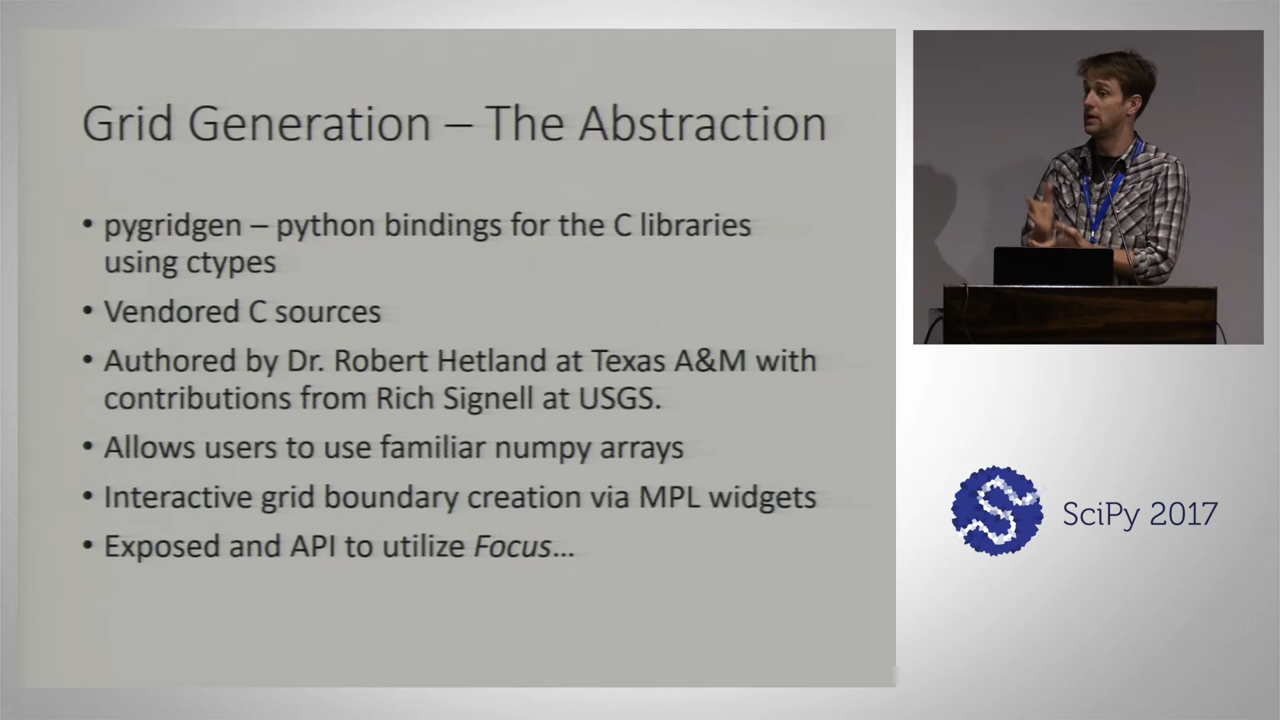 Grid Generation – The Abstraction
• pygridgen – python bindings for the C libraries
using ctypes
• Vendored C sources
• Authored by Dr. Robert Hetland at Texas A&M with
contributions from Rich Signell at USGS.
• Allows users to use familiar numpy arrays
• Interactive grid boundary creation via MPL widgets
• Exposed and API to utilize Focus…
SciPy 2017